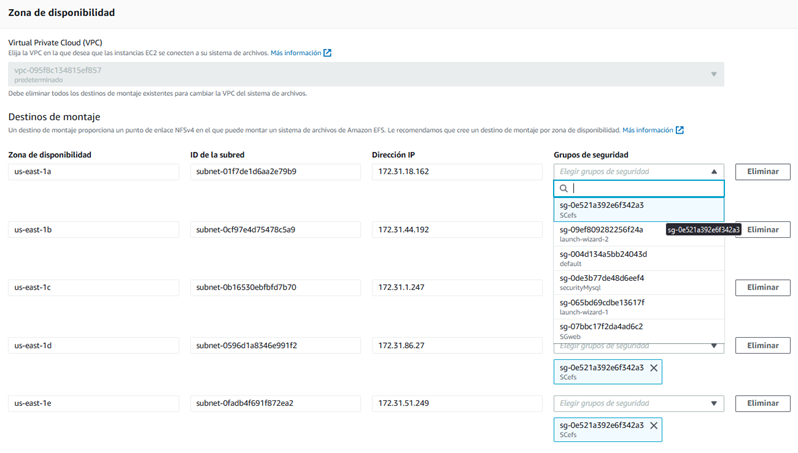 Zona de disponibilidad
Virtual Private Cloud (VPC)
Elija la VPC en la que desea que las instancias EC2 se conecten a su sistema de archivos. Más información
vpc-095f8c154815ef857
predeterminado
Debe eliminar todos los destinos de montaje existentes para cambiar la VPC del sistema de archivos.
Destinos de montaje
Un destino de montaje proporciona un punto de enlace NFSv4 en el que puede montar un sistema de archivos de Amazon EFS. Le recomendamos que cree un destino de montaje por zona de disponibilidad. Más información
Zona de disponibilidad ID de la subred Dirección IP Grupos de seguridad
us-east-1a subnet-01f7de1d6aa2e79b9 172.31.18.162 Elegir grupos de seguridad Eliminar
sg-0e521a392e6f342a3
SCefs
us-east-1b subnet-0cf97e4d75478c5a9 172.31.44.192 sg-09ef809282256f24a sg-0e521a392e6f342a3 Eliminar
launch-wizard-2
sg-004d134a5bb24043d
default
sg-0de3b77de48d6eef4
securityMysql
us-east-1c subnet-0b16530ebfbfd7b70 172.31.1.247 Eliminar
sg-065bd69cdbe13617f
launch-wizard-1
sg-07bbc17f2da4ad6c2
SGweb
us-east-1d subnet-0596d1a8346e991f2 172.31.86.27 Elegir grupos de seguridad Eliminar
sg-0e521a392e6f342a3
SCefs
us-east-1e subnet-0fadb4f691f872ea2 172.31.51.249 Elegir grupos de seguridad Eliminar
sg-0e521a392e6f342a3
SCefs